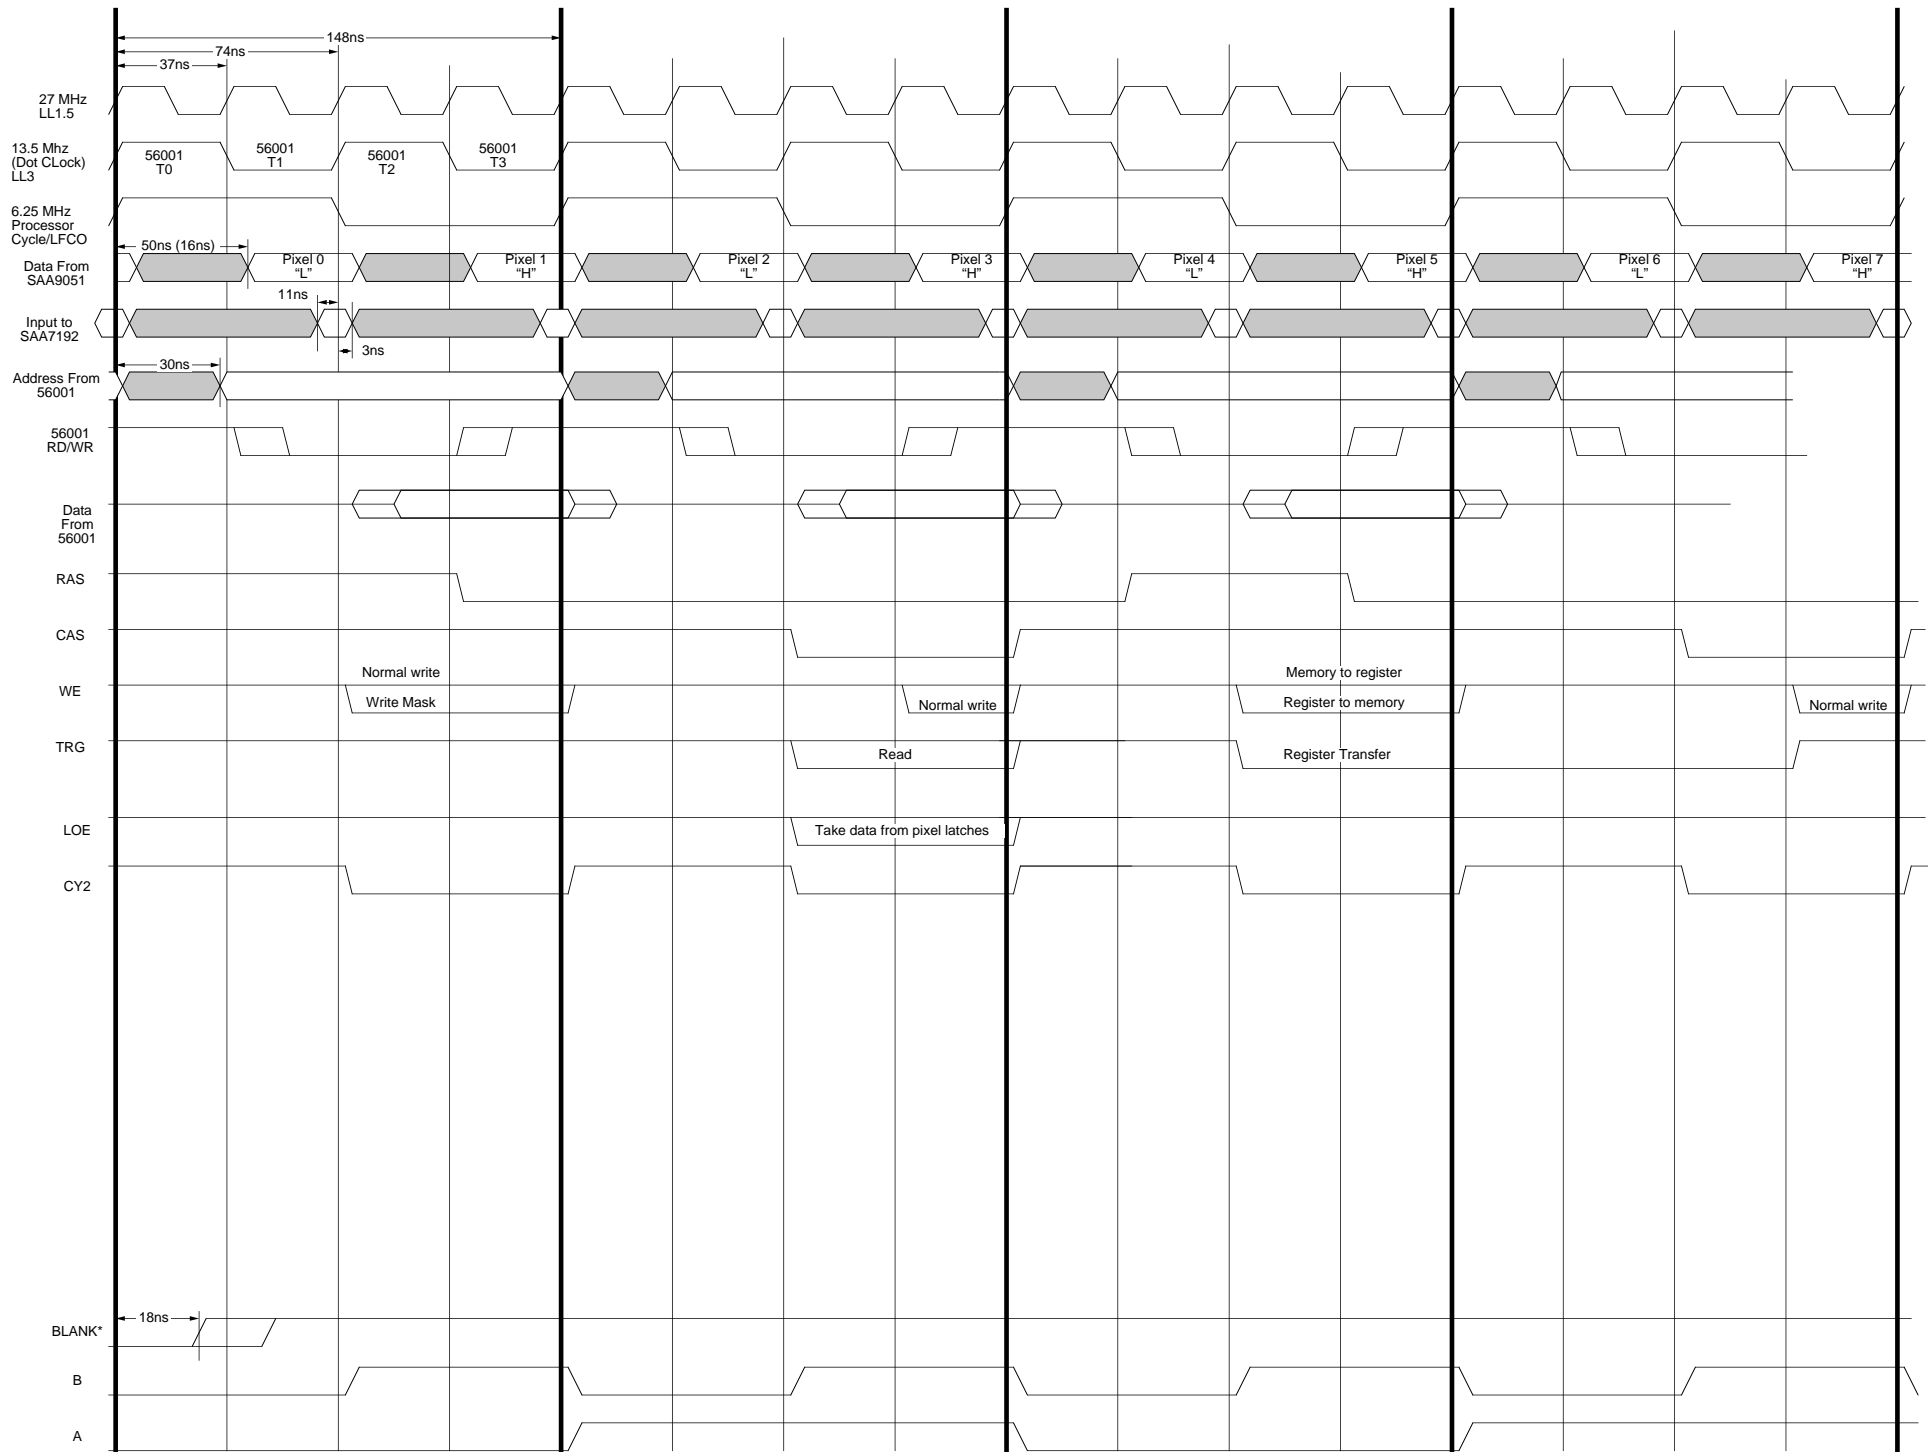 148ns
74ns
37ns
27 MHz
LL1.5
13.5 Mhz
(Dot CLock)
LL3
56001
T0
56001
T1
56001
T2
56001
T3
6.25 MHz
Processor
Cycle/LFCO
50ns (16ns)
Data From
SAA9051
Pixel 0
“L”
Pixel 1
“H”
Pixel 2
“L”
Pixel 3
“H”
Pixel 4
“L”
Pixel 5
“H”
Pixel 6
“L”
Pixel 7
“H”
11ns
Input to
SAA7192
3ns
30ns
Address From
56001
56001
RD/WR
Data
From
56001
RAS
CAS
Normal write
Memory to register
WE
Write Mask
Normal write
Register to memory
Normal write
TRG
Read
Register Transfer
LOE
Take data from pixel latches
CY2
18ns
BLANK*
B
A